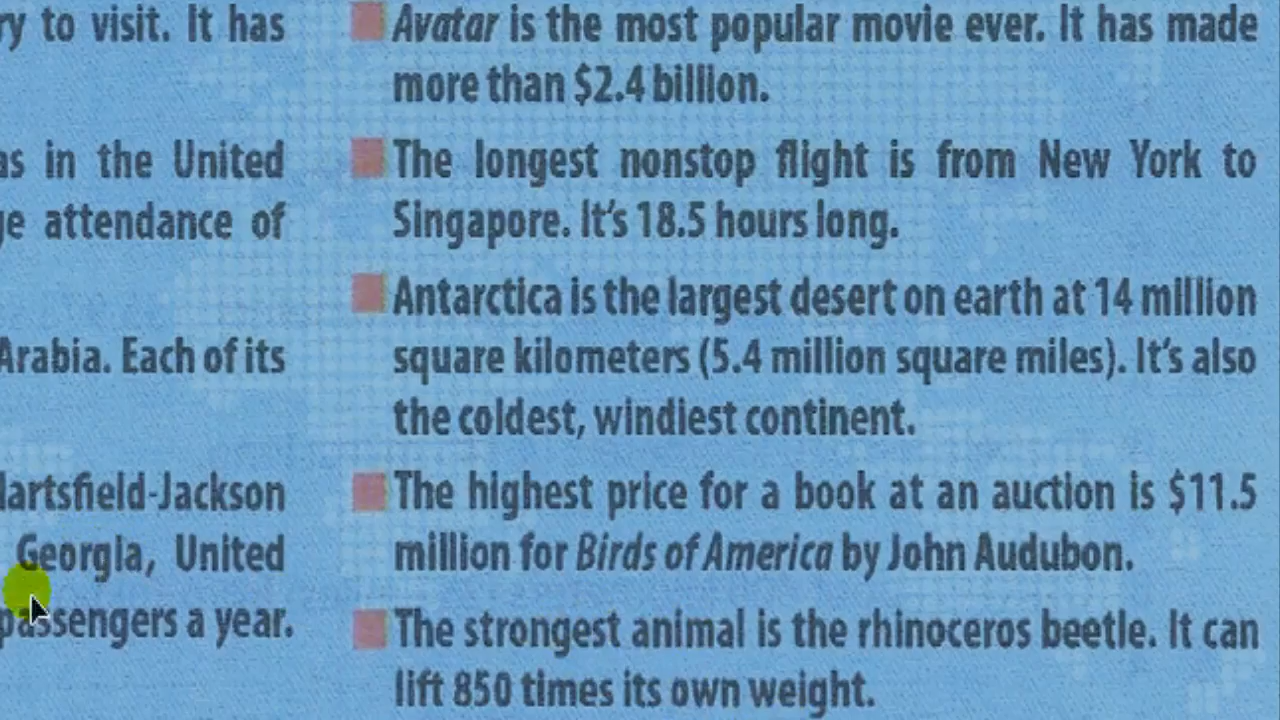 ry to visit. It has
as in the United
ge attendance of
Arabia. Each of its
Hartsfield-Jackson
Georgia, United
passengers a year.
Avatar is the most popular movie ever. It has made
more than $2.4 billion.
The longest nonstop flight is from New York to
Singapore. It's 18.5 hours long.
Antarctica is the largest desert on earth at 14 million
square kilometers (5.4 million square miles). It's also
the coldest, windiest continent.
The highest price for a book at an auction is $11.5
million for Birds of America by John Audubon.
The strongest animal is the rhinoceros beetle. It can
lift 850 times its own weight.